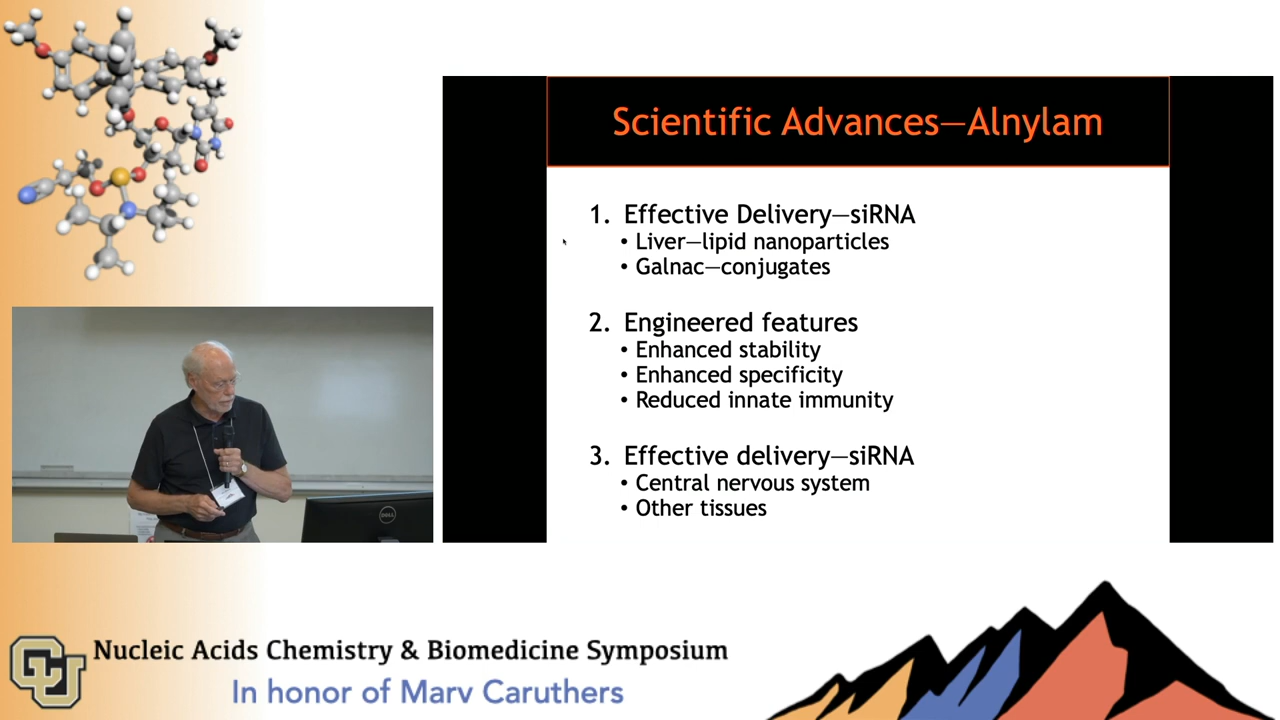 Scientific Advances—Alnylam
1. Effective Delivery—siRNA
• Liver—lipid nanoparticles
• Galnac—conjugates
2. Engineered features
• Enhanced stability
• Enhanced specificity
• Reduced innate immunity
3. Effective delivery—siRNA
• Central nervous system
• Other tissues
DELL
CU
Nucleic Acids Chemistry & Biomedicine Symposium
In honor of Marv Caruthers